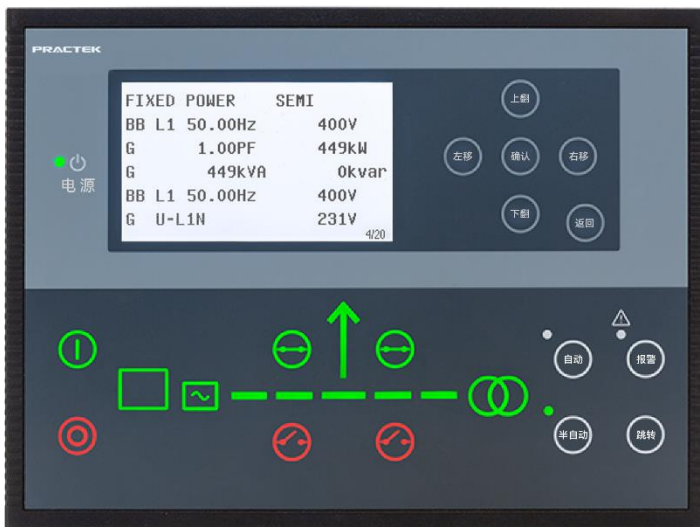 PRACTEK
FIXED POWER SEMI
BB L1 50.00Hz 400V
G 1.00PF 449kW
G 449kVA 0kvar
BB L1 50.00Hz 400V
G U-L1N 231V
4/20
电源
上翻
左移
确认
右移
下翻
返回
自动
报警
半自动
跳转